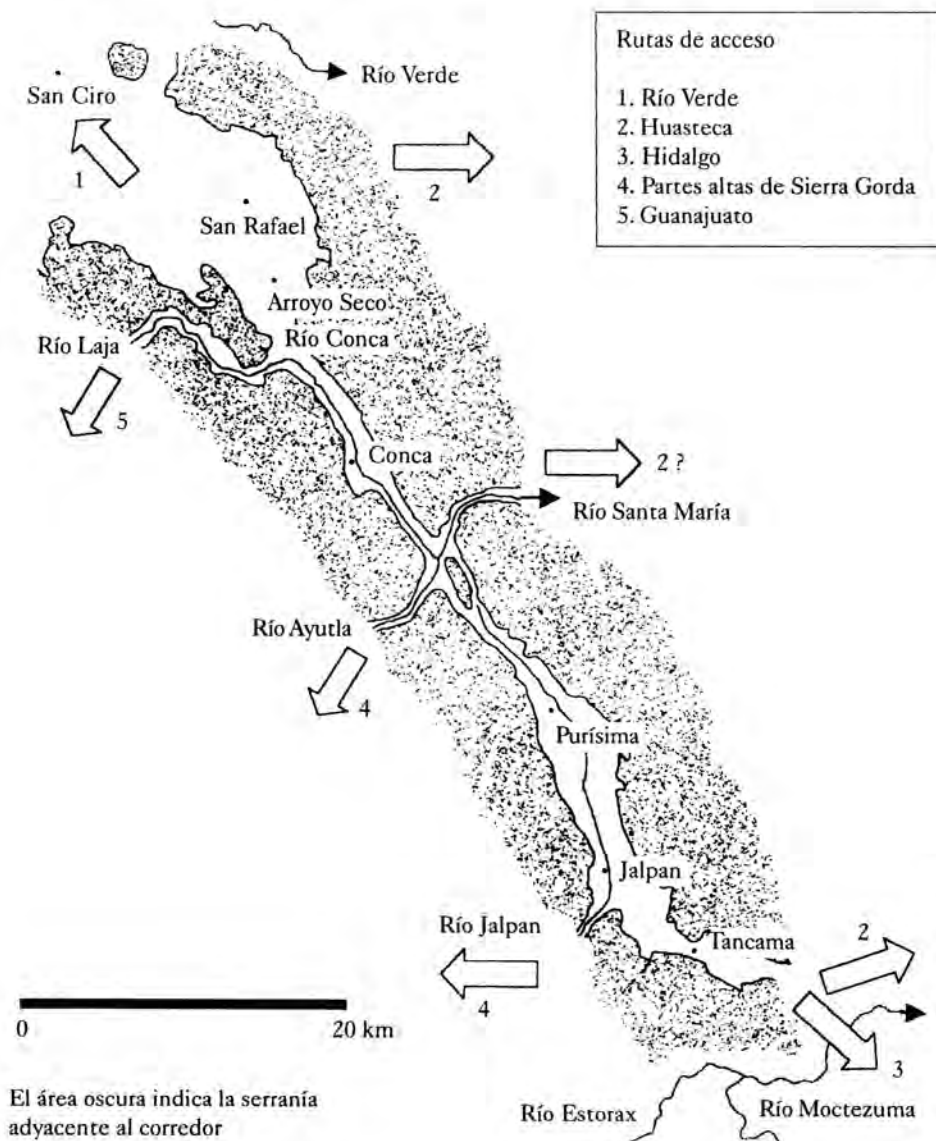 Rutas de acceso
1. Río Verde
2. Huasteca
3. Hidalgo
4. Partes altas de Sierra Gorda
5. Guanajuato
Río Verde
San Ciro
1
2
San Rafael
Arroyo Seco
Río Conca
Río Laja
5
Conca
2 ?
Río Santa María
Río Ayutla
4
Purísima
Jalpan
Río Jalpan
Tancama
2
4
0
20 km
3
El área oscura indica la serranía
adyacente al corredor
Río Estorax
Río Moctezuma